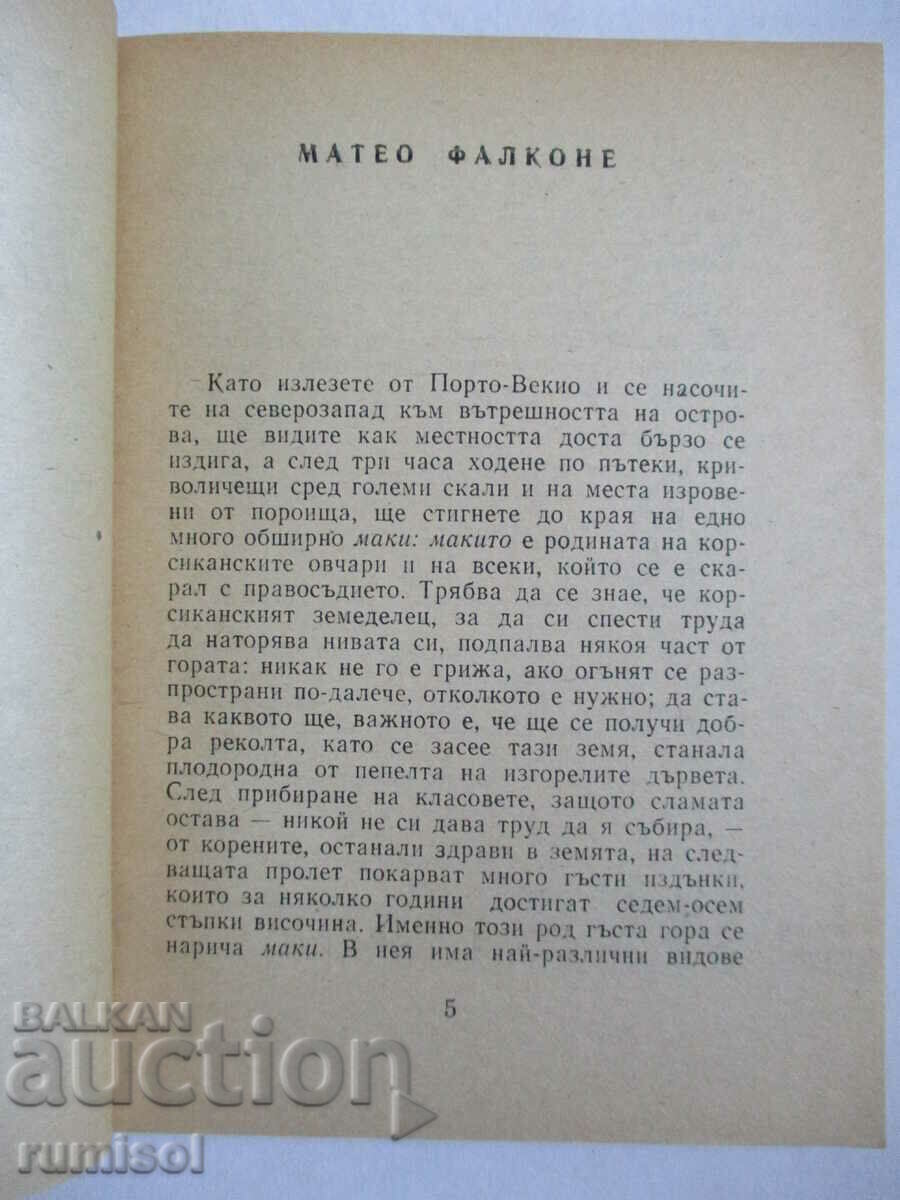 МАТЕО ФАЛКОНЕ
Като излезете от Порто-Векио и се насочи-
те на северозапад към вътрешността на остро-
ва, ще видите как местността доста бързо се
издига, а след три часа ходене по пътеки, кри-
воличещи сред големи скали и на места изрове-
ни от пороища, ще стигнете до края на едно
много обширно маки: макито е родината на кор-
сиканските овчари и на всеки, който се е ска-
рал с правосъдието. Трябва да се знае, че кор-
сиканският земеделец, за да си спести труда
да наторява нивата си, подпалва някоя част от
гората: никак не го е грижа, ако огънят се раз-
пространи по-далече, отколкото е нужно; да ста-
ва каквото ще, важното е, че ще се получи доб-
ра реколта, като се засее тази земя, станала
плодородна от пепелта на изгорелите дървета.
След прибиране на класовете, защото сламата
остава — никой не си дава труд да я събира, —
от корените, останали здрави в земята, на след-
ващата пролет покарват много гъсти издънки,
които за няколко години достигат седем-осем
стъпки височина. Именно този род гъста гора се
нарича маки. В нея има най-различни видове
5
BALKAN
auction
rumisol